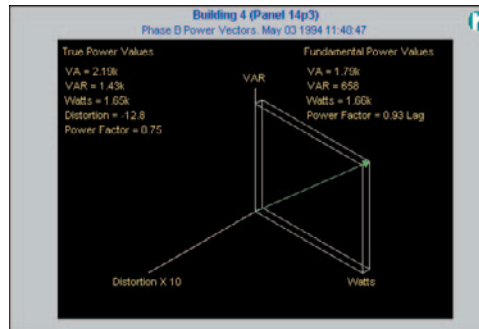 Building 4 (Panel 14p3)
Phase B Power Vectors. May 03 1994 11:40:47
True Power Values
VA = 2.19k
VAR = 1.43k
Watts = 1.65k
Distortion = -12.8
Power Factor = 0.75
Fundamental Power Values
VA = 1.79k
VAR = 658
Watts = 1.66k
Power Factor = 0.93 Lag
VAR
Distortion X 10
Watts